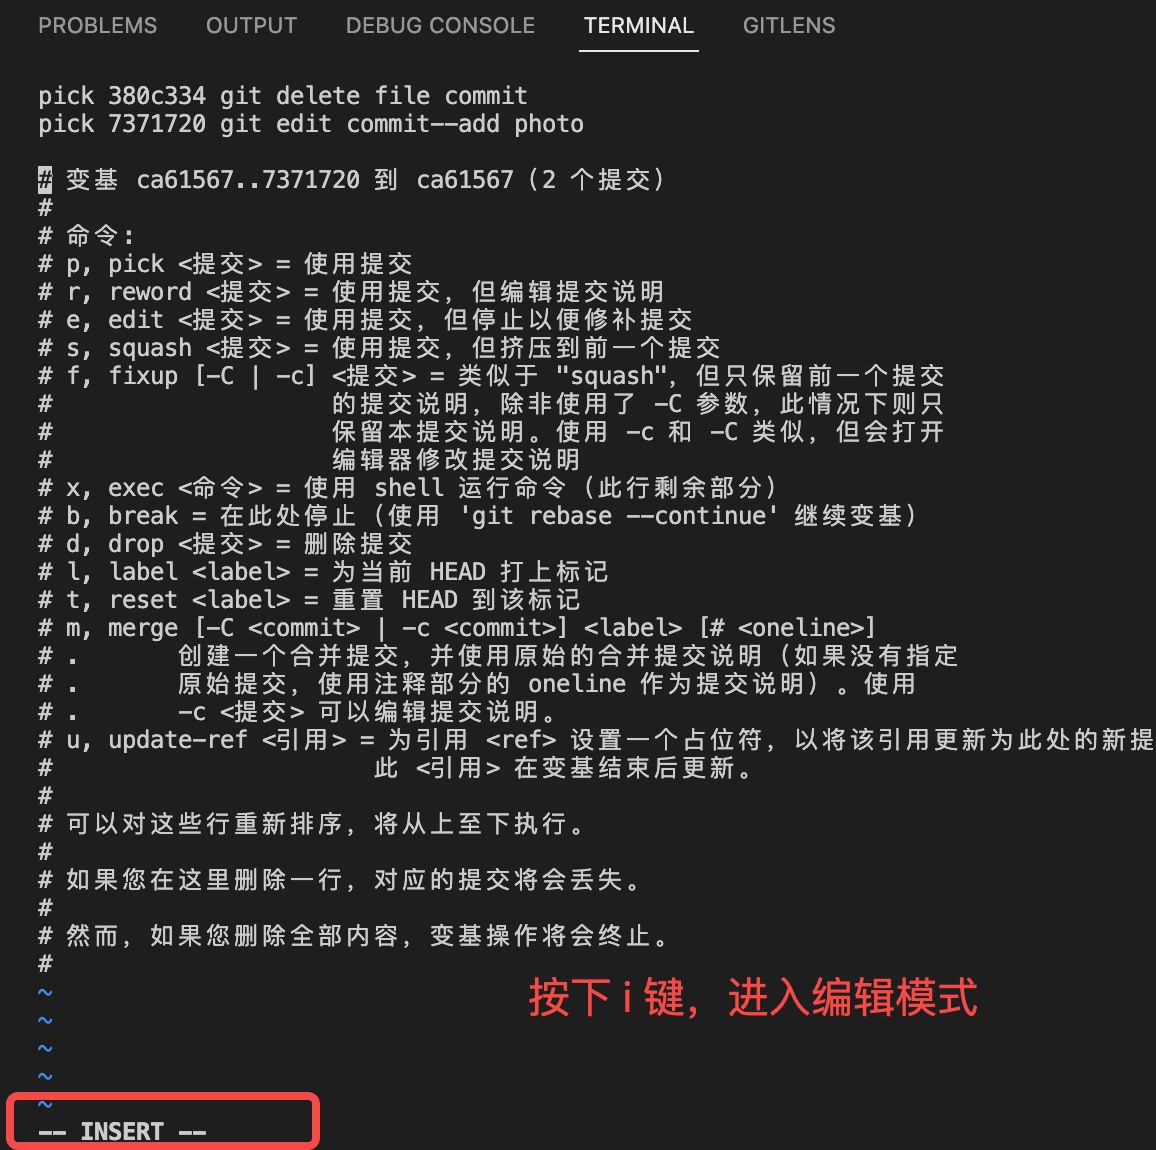 PROBLEMS OUTPUT DEBUG CONSOLE TERMINAL GITLENS
pick 380c334 git delete file commit
pick 7371720 git edit commit--add photo
# 变基 ca61567..7371720 到 ca61567（2 个提交）
#
# 命令:
# p, pick <提交> = 使用提交
# r, reword <提交> = 使用提交，但编辑提交说明
# e, edit <提交> = 使用提交，但停止以便修补提交
# s, squash <提交> = 使用提交，但挤压到前一个提交
# f, fixup [-C | -c] <提交> = 类似于 "squash"，但只保留前一个提交
# 的提交说明，除非使用了 -C 参数，此情况下则只
# 保留本提交说明。使用 -c 和 -C 类似，但会打开
# 编辑器修改提交说明
# x, exec <命令> = 使用 shell 运行命令（此行剩余部分）
# b, break = 在此处停止（使用 'git rebase --continue' 继续变基）
# d, drop <提交> = 删除提交
# l, label <label> = 为当前 HEAD 打上标记
# t, reset <label> = 重置 HEAD 到该标记
# m, merge [-C <commit> | -c <commit>] <label> [# <oneline>]
# . 创建一个合并提交，并使用原始的合并提交说明（如果没有指定
# . 原始提交，使用注释部分的 oneline 作为提交说明）。使用
# . -c <提交> 可以编辑提交说明。
# u, update-ref <引用> = 为引用 <ref> 设置一个占位符，以将该引用更新为此处的新提
# 此 <引用> 在变基结束后更新。
#
# 可以对这些行重新排序，将从上至下执行。
#
# 如果您在这里删除一行，对应的提交将会丢失。
#
# 然而，如果您删除全部内容，变基操作将会终止。
#
~
按下 i 键，进入编辑模式
~
~
~
~
-- INSERT --